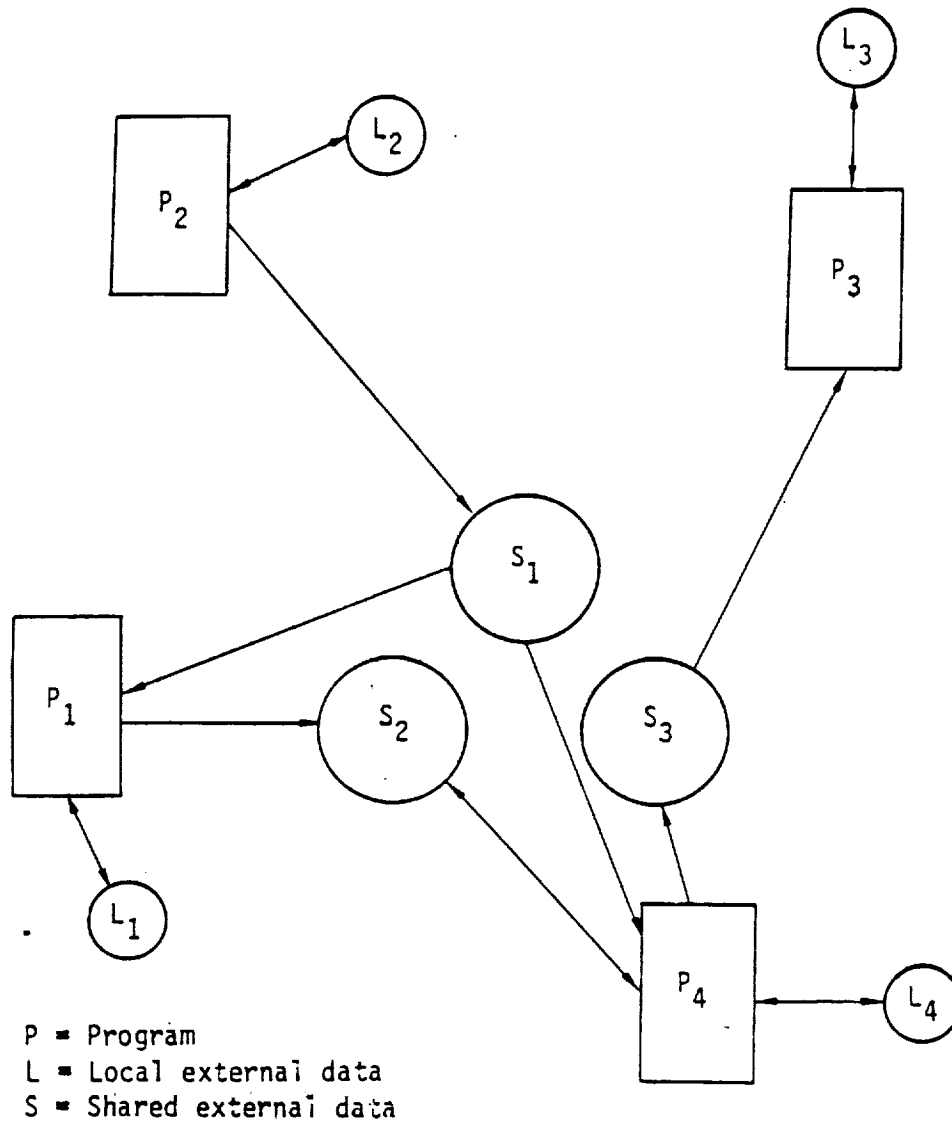 L3
L2
P2
P3
S1
P1
S2
S3
L1
P4
L4
P = Program
L = Local external data
S = Shared external data